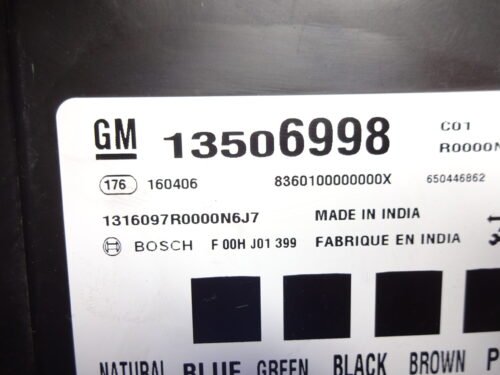 GM 13506998 C01
R0000N
176 160406 8360100000000X 650446862
1316097R0000N6J7 MADE IN INDIA
BOSCH F 00H J01 399 FABRIQUE EN INDIA
NATURAL BLUE GREEN BLACK BROWN P